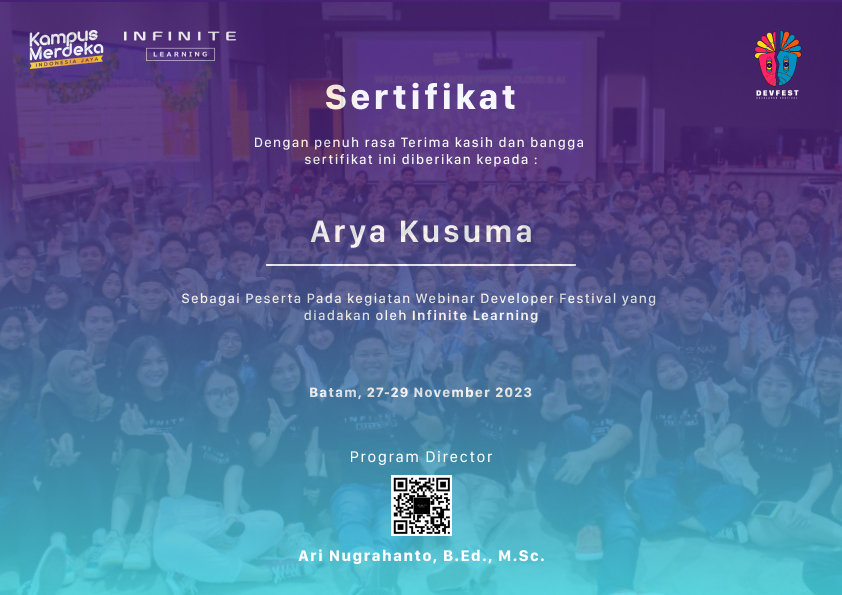 Kampus
Merdeka
INDONESIA JAYA
INFINITE
LEARNING
DEVFEST
Sertifikat
Dengan penuh rasa Terima kasih dan bangga
sertifikat ini diberikan kepada :
Arya Kusuma
Sebagai Peserta Pada kegiatan Webinar Developer Festival yang
diadakan oleh Infinite Learning
Batam, 27-29 November 2023
Program Director
Ari Nugrahanto, B.Ed., M.Sc.